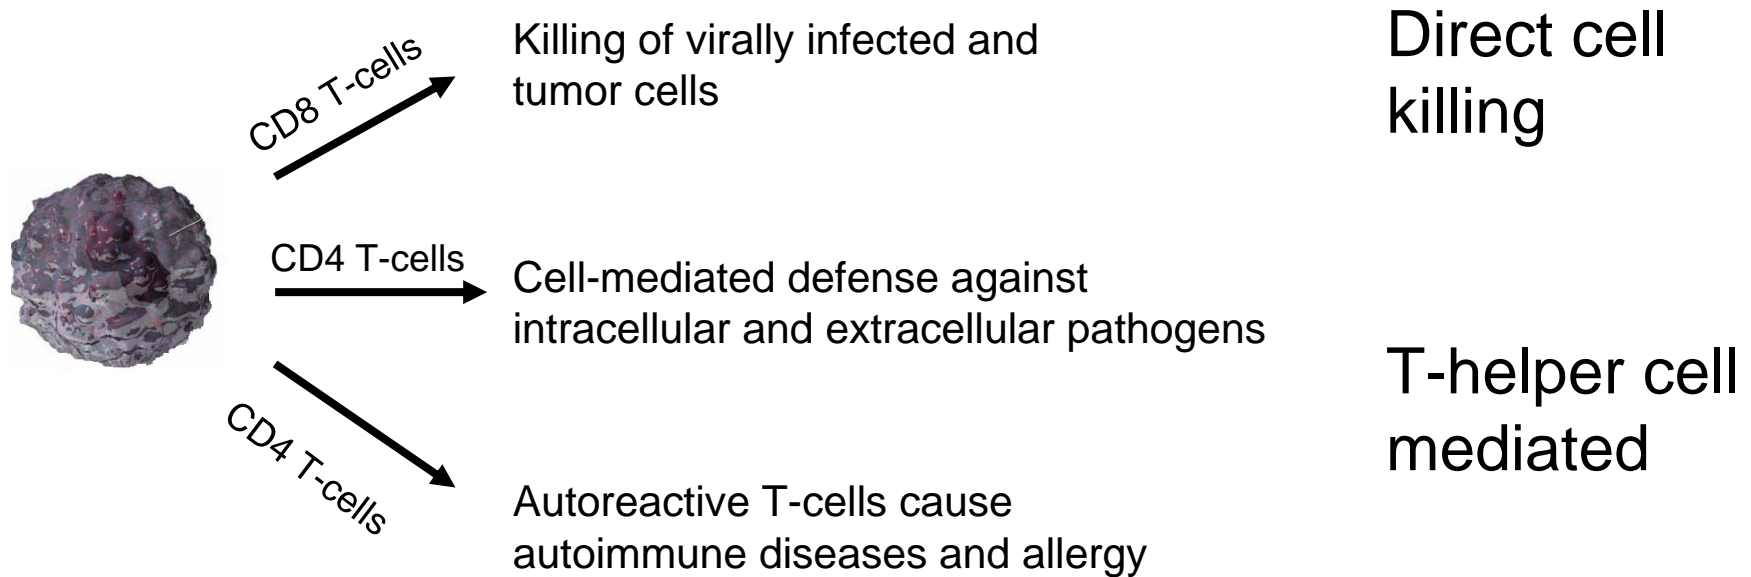 CD8 T-cells
Killing of virally infected and
tumor cells
Direct cell
killing
CD4 T-cells
Cell-mediated defense against
intracellular and extracellular pathogens
T-helper cell
mediated
CD4 T-cells
Autoreactive T-cells cause
autoimmune diseases and allergy